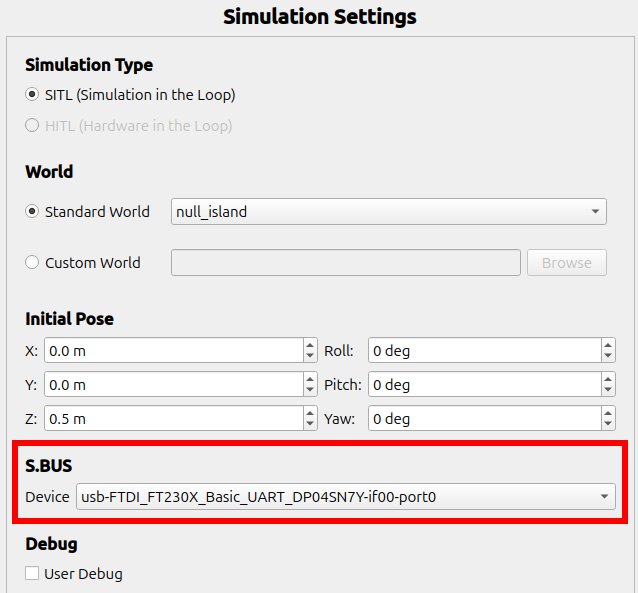 Simulation Settings
Simulation Type
SITL (Simulation in the Loop)
HITL (Hardware in the Loop)
World
Standard World null_island
Custom World Browse
Initial Pose
X: 0.0 m Roll: 0 deg
Y: 0.0 m Pitch: 0 deg
Z: 0.5 m Yaw: 0 deg
S.BUS
Device usb-FTDI_FT230X_Basic_UART_DP04SN7Y-if00-port0
Debug
User Debug